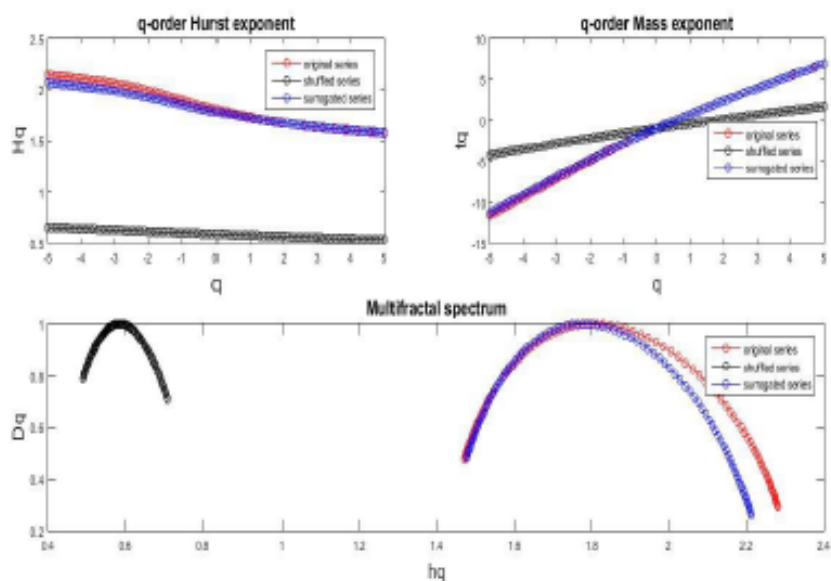 q-order Hurst exponent
2.5
2
1.5
1
0.5
Hq
original series
shuffled series
surrogated series
-5 -4 -3 -2 -1 0 1 2 3 4 5
q
q-order Mass exponent
10
5
0
-5
-10
-15
tq
original series
shuffled series
surrogated series
-5 -4 -3 -2 -1 0 1 2 3 4 5
q
Multifractal spectrum
1
0.8
0.6
0.4
0.2
Dq
original series
shuffled series
surrogated series
0.4 0.6 0.8 1 1.2 1.4 1.6 1.8 2 2.2 2.4
hq